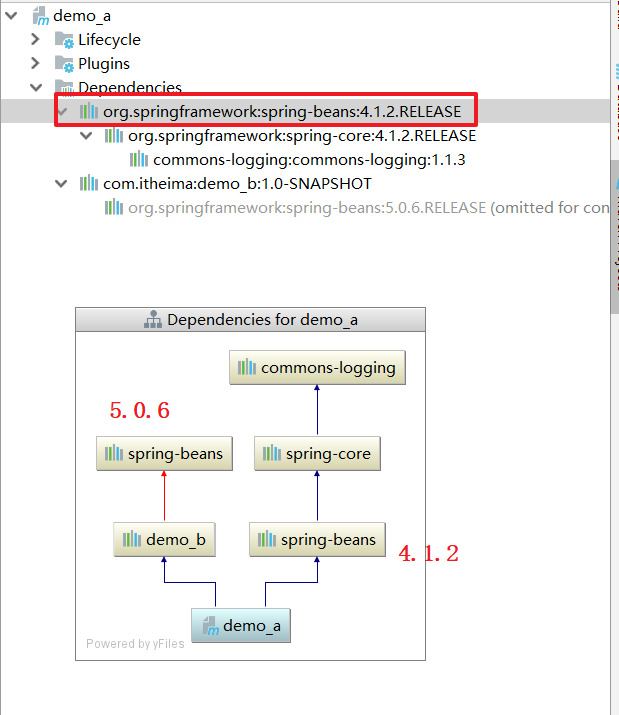 demo_a
Lifecycle
Plugins
Dependencies
org.springframework:spring-beans:4.1.2.RELEASE
org.springframework:spring-core:4.1.2.RELEASE
commons-logging:commons-logging:1.1.3
com.itheima:demo_b:1.0-SNAPSHOT
org.springframework:spring-beans:5.0.6.RELEASE (omitted for con
Dependencies for demo_a
commons-logging
5.0.6
spring-beans
spring-core
demo_b
spring-beans
4.1.2
demo_a
Powered by yFiles